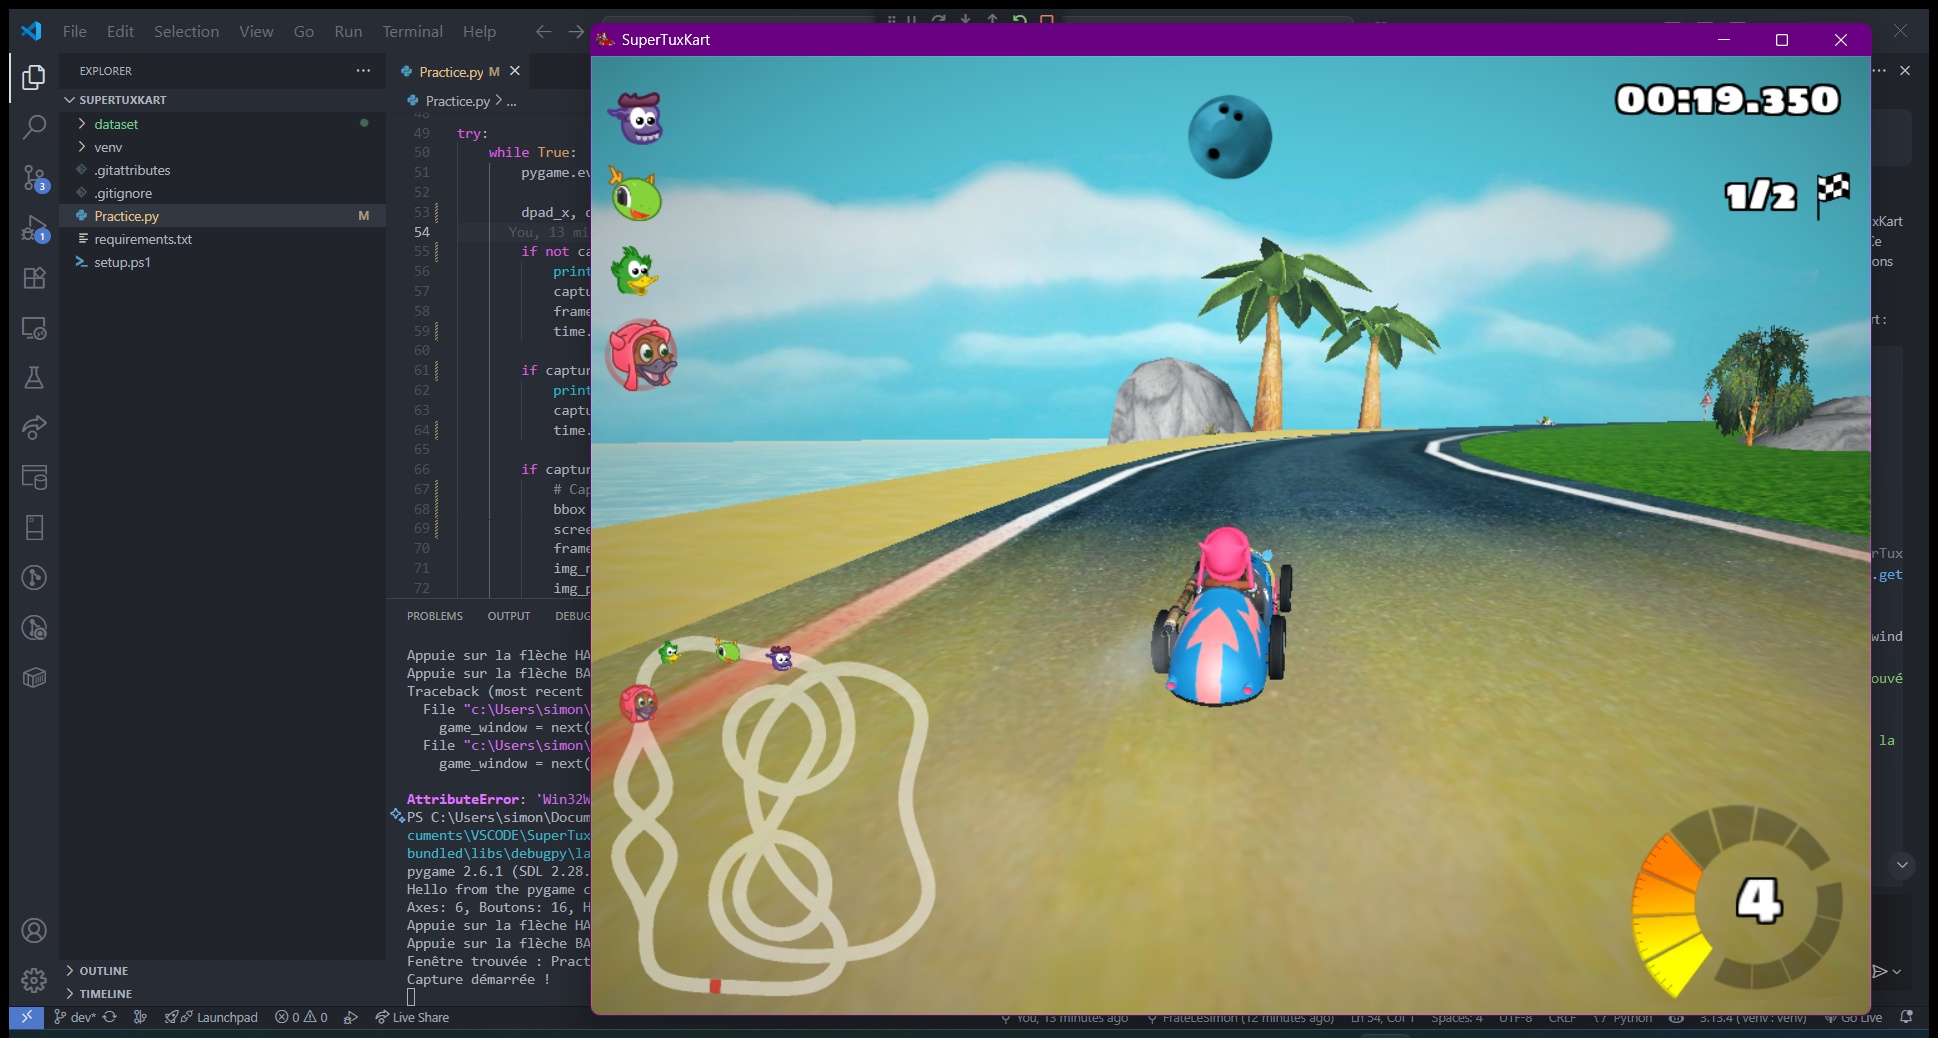 File Edit Selection View Go Run Terminal Help
SuperTuxKart
EXPLORER
SUPERTUXKART
dataset
venv
.gitattributes
.gitignore
3
Practice.py M
1
requirements.txt
setup.ps1
OUTLINE
TIMELINE
Practice.py M
Practice.py > ...
48
49 try:
50 while True:
51 pygame.ev
52
53 dpad_x, d
54 You, 13 mi
55 if not ca
56 print
57 captu
58 frame
59 time.
60
61 if captur
62 print
63 captu
64 time.
65
66 if captur
67 # Cap
68 bbox
69 scree
70 frame
71 img_r
72 img_p
PROBLEMS OUTPUT DEBUG
Appuie sur la flèche HA
Appuie sur la flèche BA
Traceback (most recent
File "c:\Users\simon\
game_window = next(
File "c:\Users\simon\
game_window = next(
AttributeError: 'Win32W
PS C:\Users\simon\Docum
cuments\VSCODE\SuperTux
bundled\libs\debugpy\la
pygame 2.6.1 (SDL 2.28.
Hello from the pygame c
Axes: 6, Boutons: 16, H
Appuie sur la flèche HA
Appuie sur la flèche BA
Fenêtre trouvée : Pract
Capture démarrée !
00:19.350
1/2
4
xKart
ons
rt:
rTux
.get
wind
ouvé
la
dev* Launchpad 0 0 Live Share You, 13 minutes ago FrateLeSimon (12 minutes ago) Ln 54, Col 1 Spaces: 4 UTF-8 CRLF Python 3.13.4 (venv: venv) Go Live